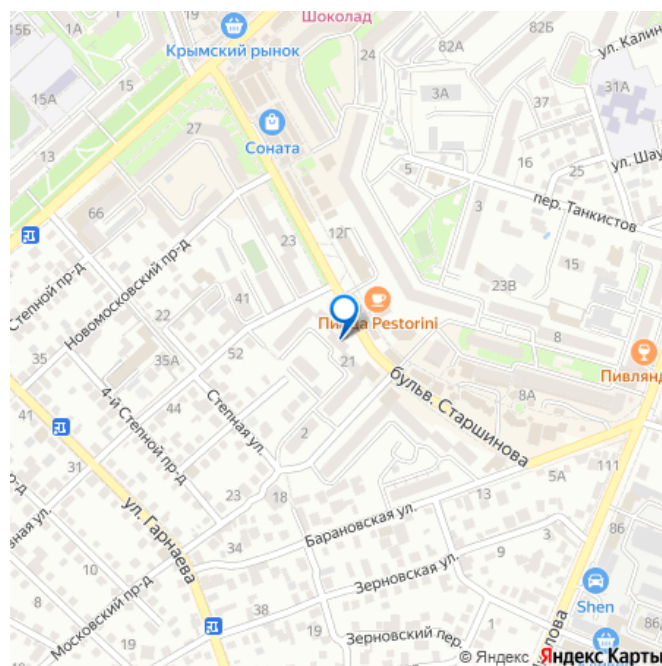 Шоколад
15Б
1А
Крымский рынок
24
82А
82Б
ул. Калин
15А
3А
37
31А
Соната
13
27
16
ул. Шау
25
5
пер. Танкистов
3
66
12Г
23
15
Степной пр-д
Новомосковский пр-д
41
23В
22
Пицца Pestorini
8
35
35А
52
21
Пивлянд
бульв. Старшинова
8А
41
4-й Степной пр-д
44
Степная ул.
2
31
13
5А
111
23
18
ул. Гарнаева
Барановская ул.
86
34
9
3
10
Зерновская ул.
Московский пр-д
Shen
8
38
19
1
86Д
19
Зерновский пер.
© Яндекс
Яндекс Карты